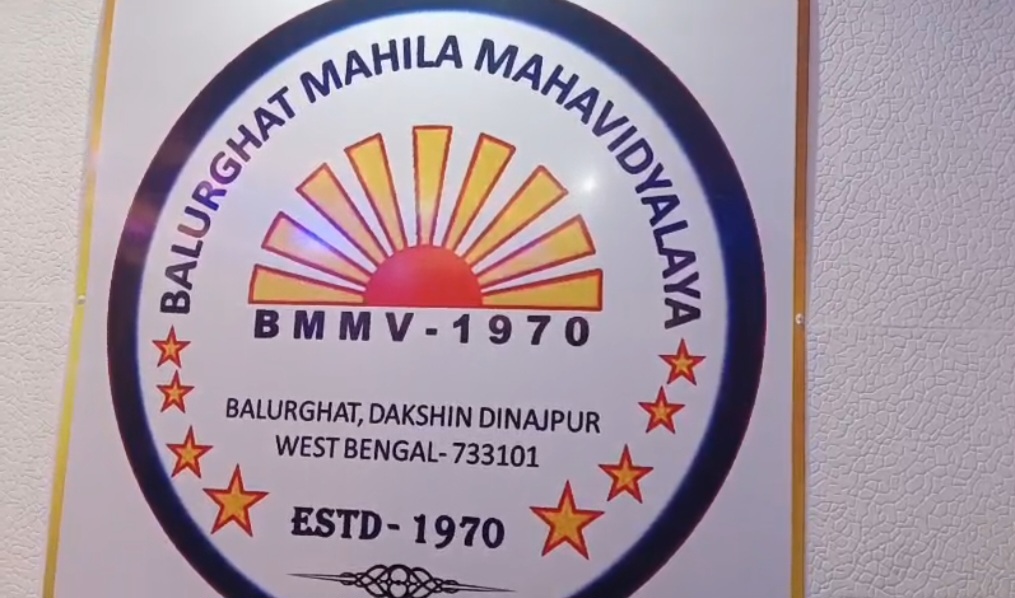 BALURGHAT MAHILA MAHAVIDYALAYA
BMMV-1970
BALURGHAT, DAKSHIN DINAJPUR
WEST BENGAL- 733101
ESTD - 1970